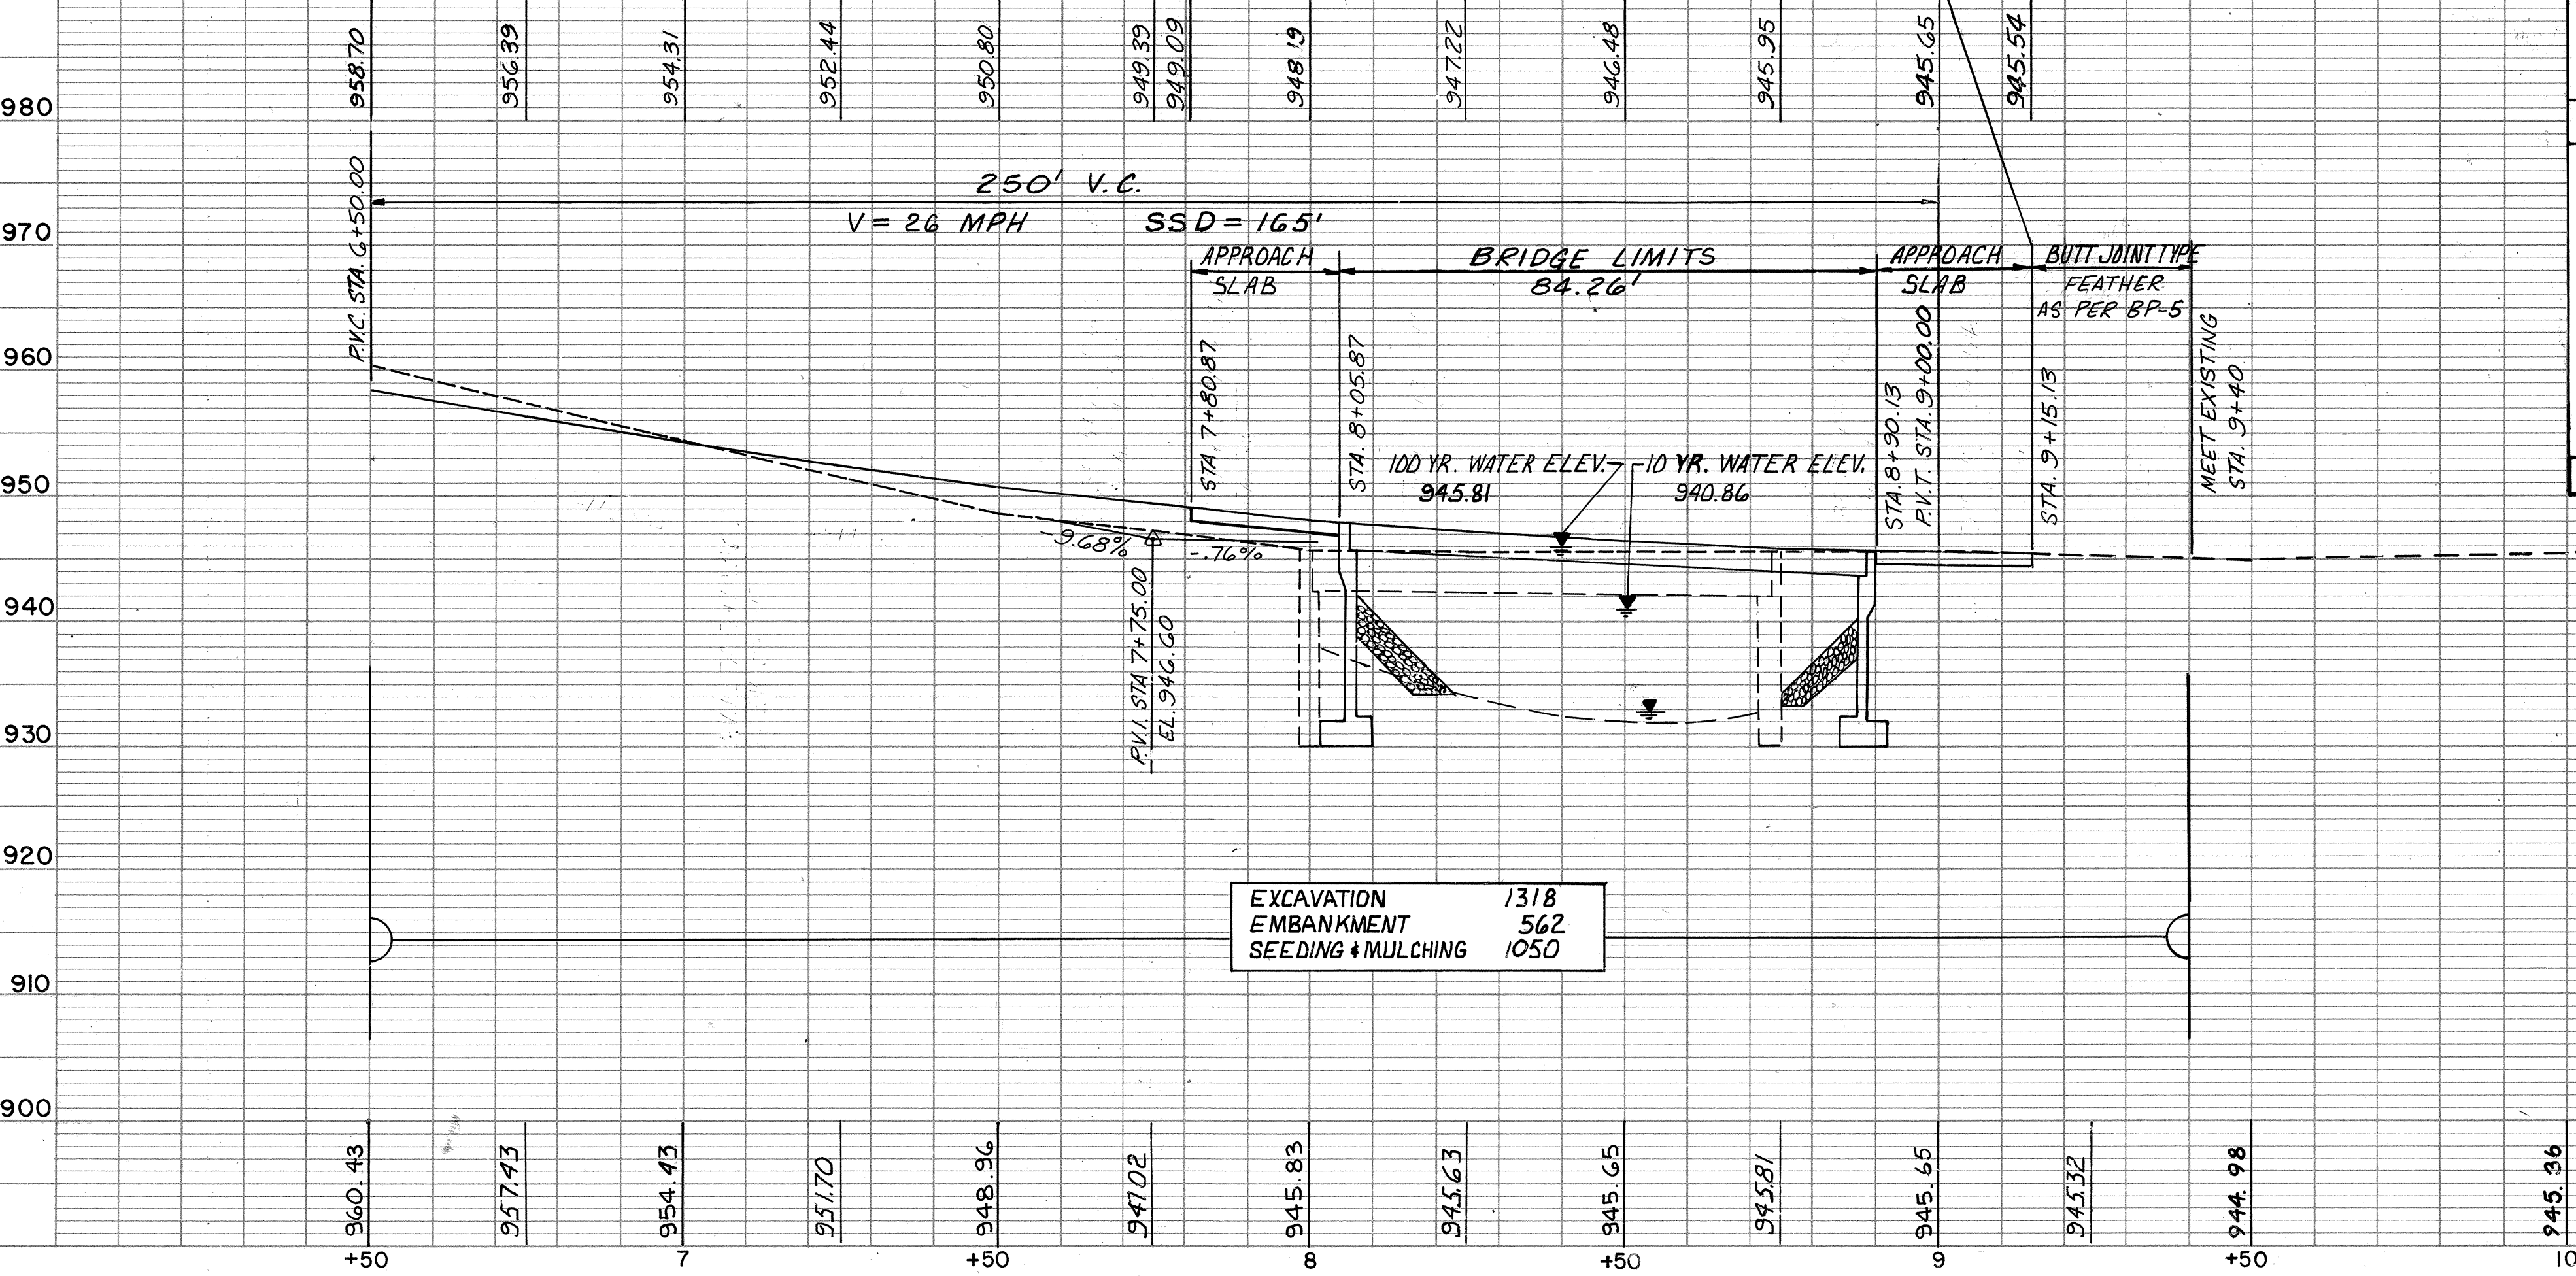 958.70
956.39
954.31
952.44
950.80
949.39
949.09
948.19
947.22
946.48
945.95
945.65
945.54
980
250' V.C.
V = 26 MPH
SSD = 165'
970
P.V.C. STA. 6+50.00
APPROACH
SLAB
BRIDGE LIMITS
84.26'
APPROACH
SLAB
BUTT JOINT TYPE
FEATHER
AS PER BP-5
960
STA 7+80.87
STA. 8+05.87
STA. 8+90.13
P.V.T. STA. 9+00.00
STA. 9+15.13
MEET EXISTING
STA. 9+40
100 YR. WATER ELEV.
945.81
10 YR. WATER ELEV.
940.86
950
-9.68%
-.76%
P.V.I. STA 7+75.00
EL. 946.60
940
930
920
EXCAVATION 1318
EMBANKMENT 562
SEEDING & MULCHING 1050
910
900
960.43
957.43
954.43
951.70
948.96
947.02
945.83
945.63
945.65
945.81
945.65
945.32
944.98
945.36
+50
7
+50
8
+50
9
+50
10